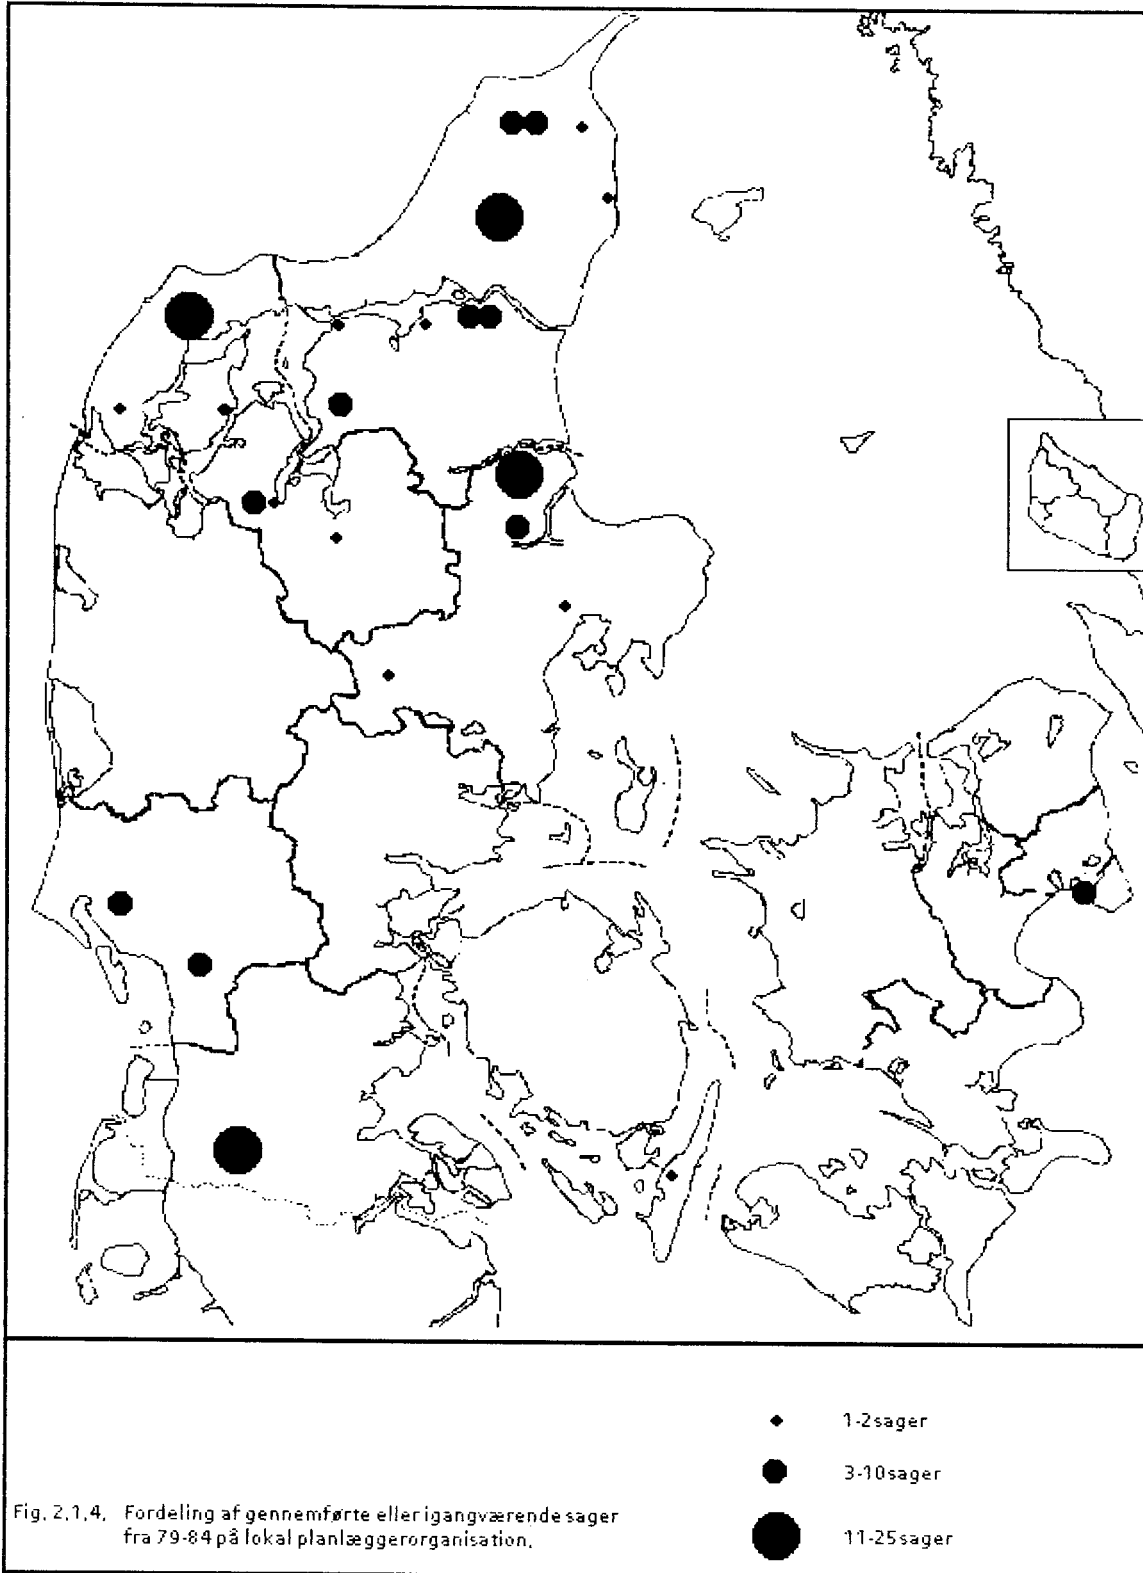 1-2sager
3-10sager
11-25sager
Fig. 2,1,4, Fordeling af gennemførte eller igangværende sager
fra 79-84 på lokal planlæggerorganisation.